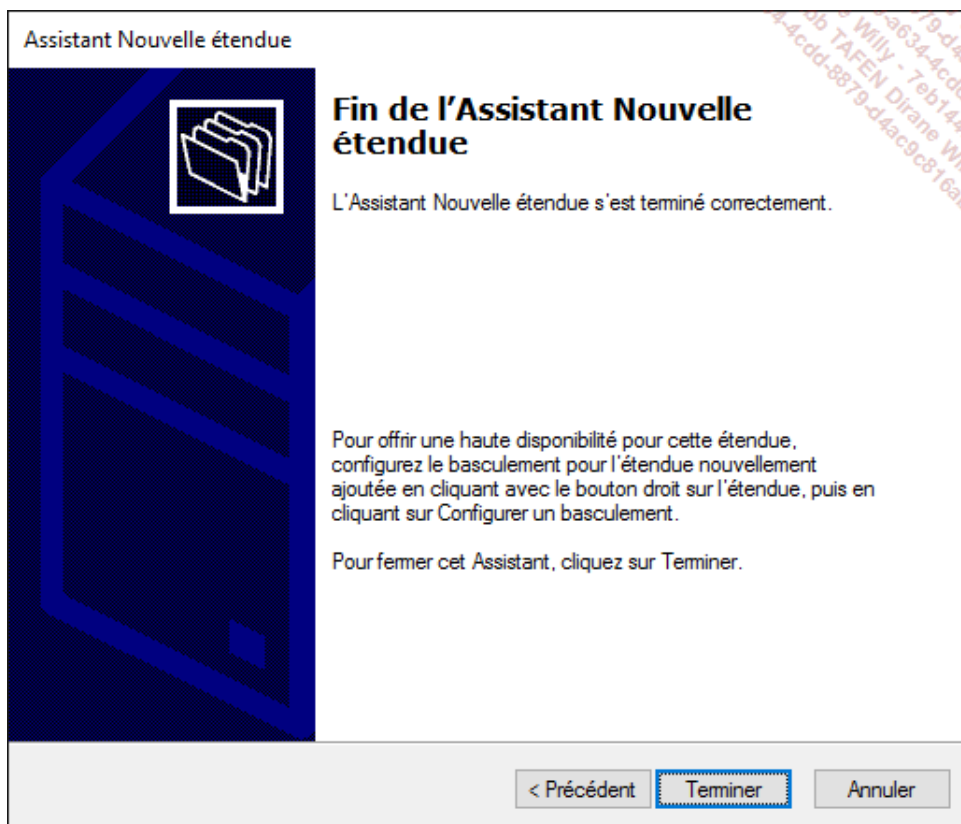 Assistant Nouvelle étendue
Fin de l'Assistant Nouvelle
étendue
L'Assistant Nouvelle étendue s'est terminé correctement.
Pour offrir une haute disponibilité pour cette étendue,
configurez le basculement pour l'étendue nouvellement
ajoutée en cliquant avec le bouton droit sur l'étendue, puis en
cliquant sur Configurer un basculement.
Pour fermer cet Assistant, cliquez sur Terminer.
< Précédent
Terminer
Annuler